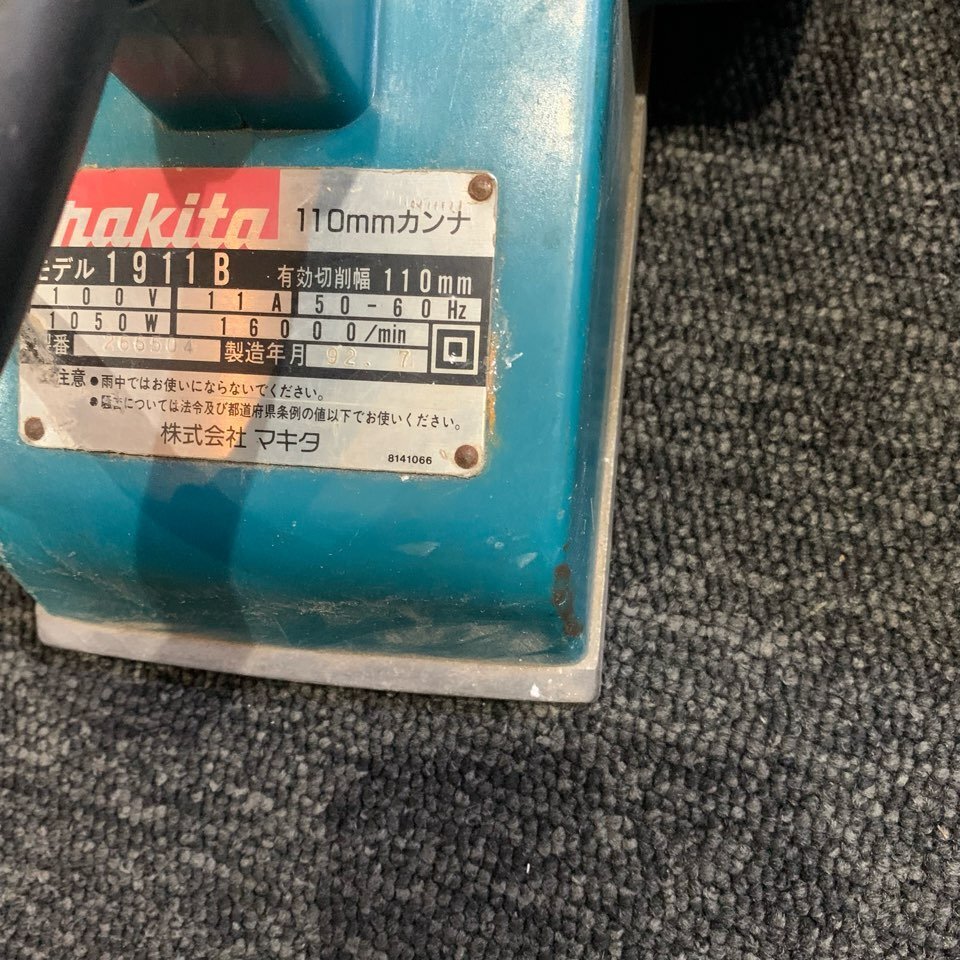 makita 110mmカンナ
モデル 1911B 有効切削幅 110mm
100V 11A 50-60Hz
1050W 16000/min
番 266504 製造年月 92. 7
注意 ●雨中ではお使いにならないでください。
●騒音については法令及び都道府県条例の値以下でお使いください。
株式会社 マキタ
8141066